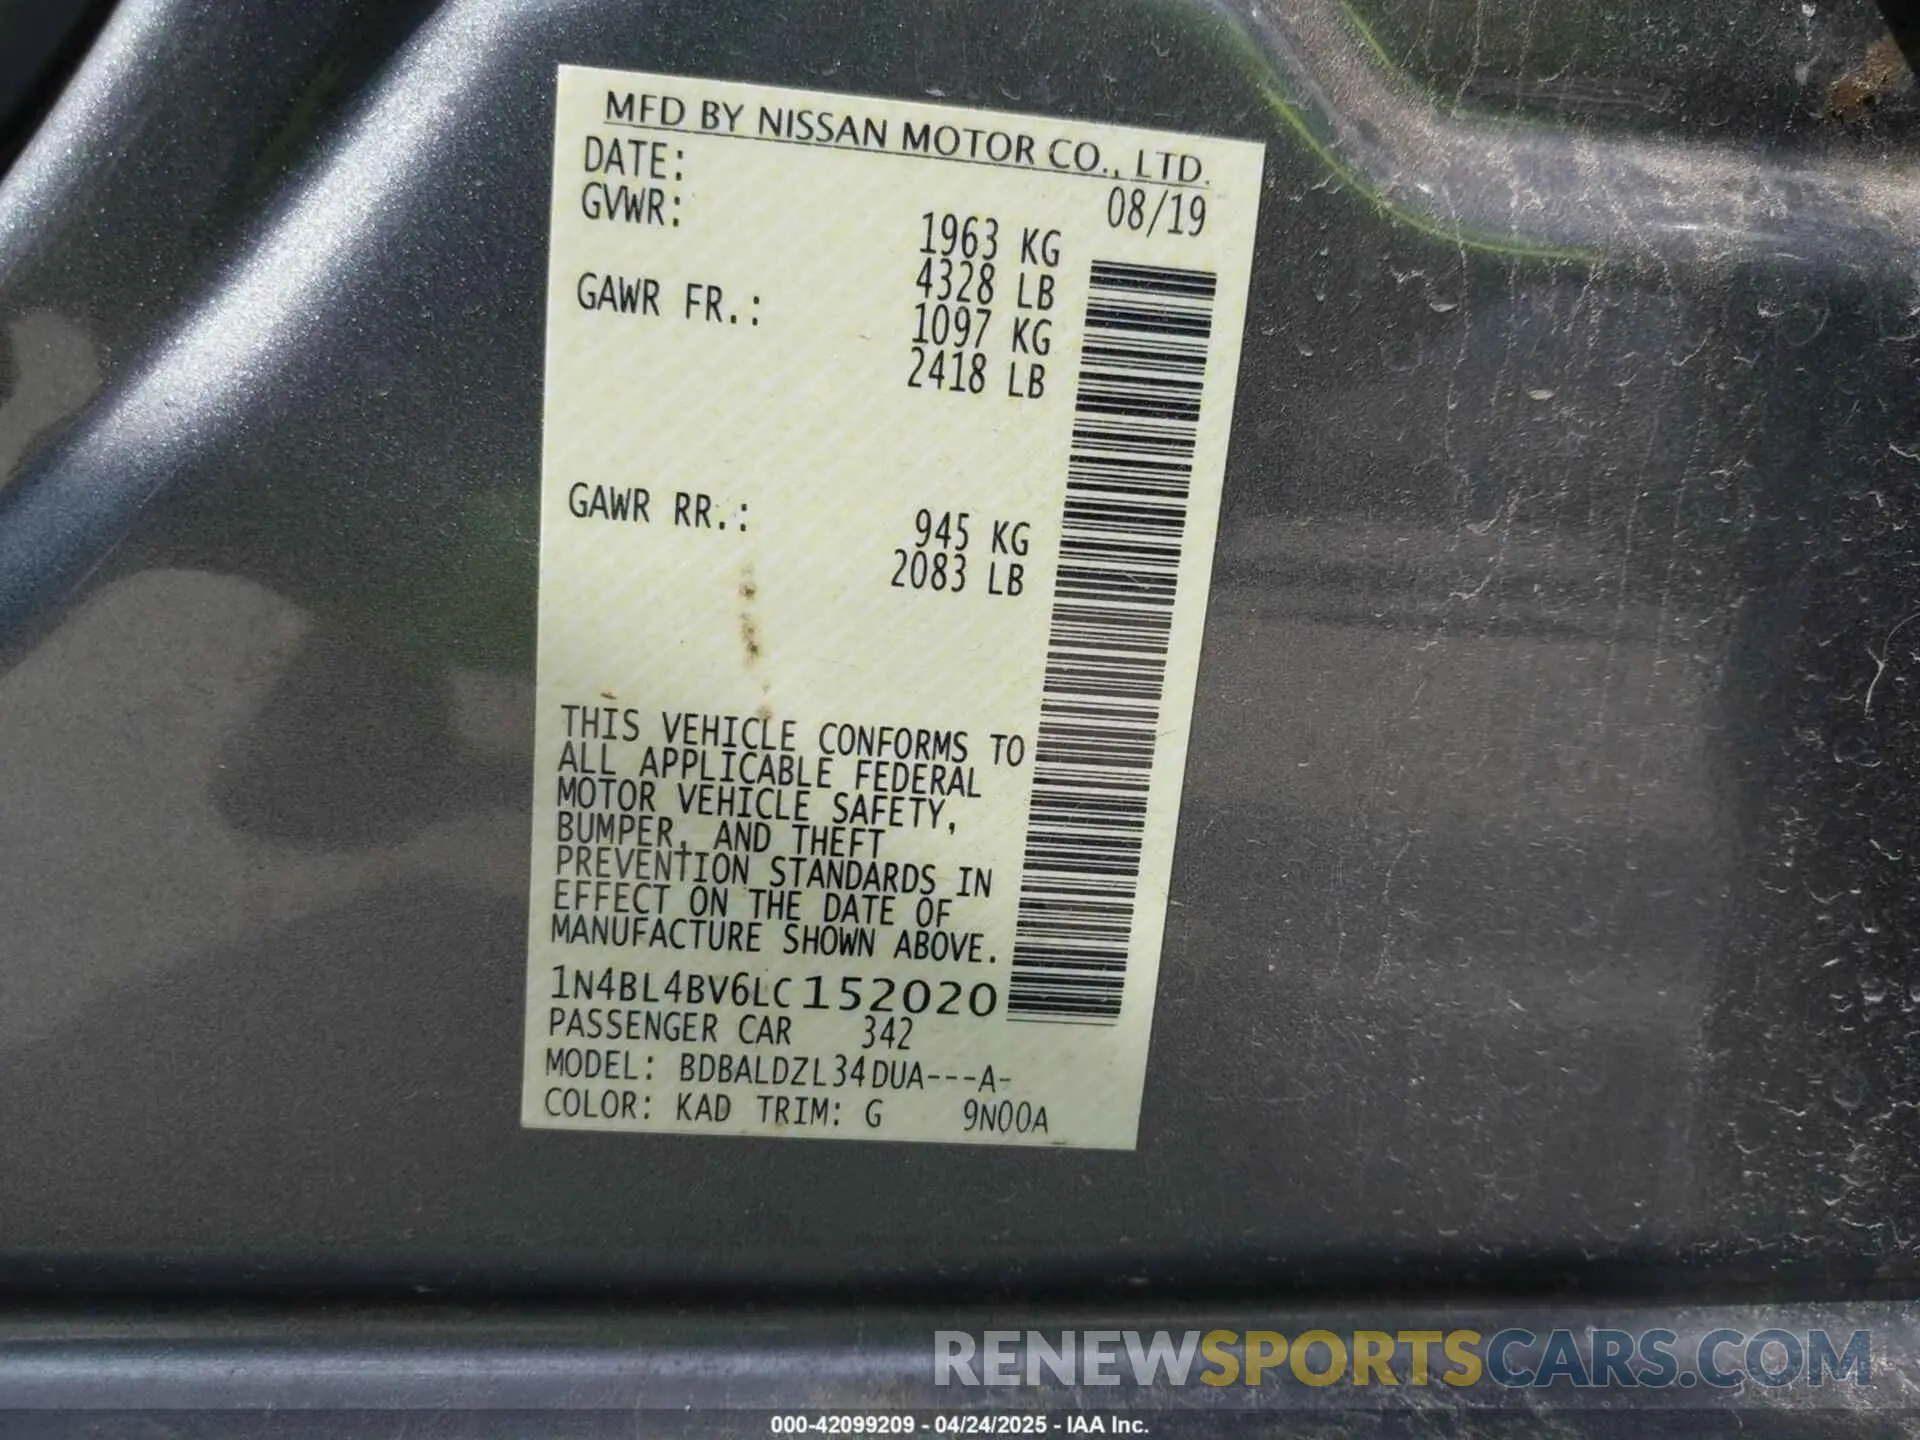 MFD BY NISSAN MOTOR CO., LTD.
DATE: 08/19
GVWR: 1963 KG
4328 LB
GAWR FR.: 1097 KG
2418 LB
GAWR RR.: 945 KG
2083 LB
THIS VEHICLE CONFORMS TO
ALL APPLICABLE FEDERAL
MOTOR VEHICLE SAFETY,
BUMPER, AND THEFT
PREVENTION STANDARDS IN
EFFECT ON THE DATE OF
MANUFACTURE SHOWN ABOVE.
1N4BL4BV6LC152020
PASSENGER CAR 342
MODEL: BDBALDZL34DUA---A-
COLOR: KAD TRIM: G 9N00A
RENEWSPORTSCARS.COM
000-42099209 - 04/24/2025 - IAA Inc.